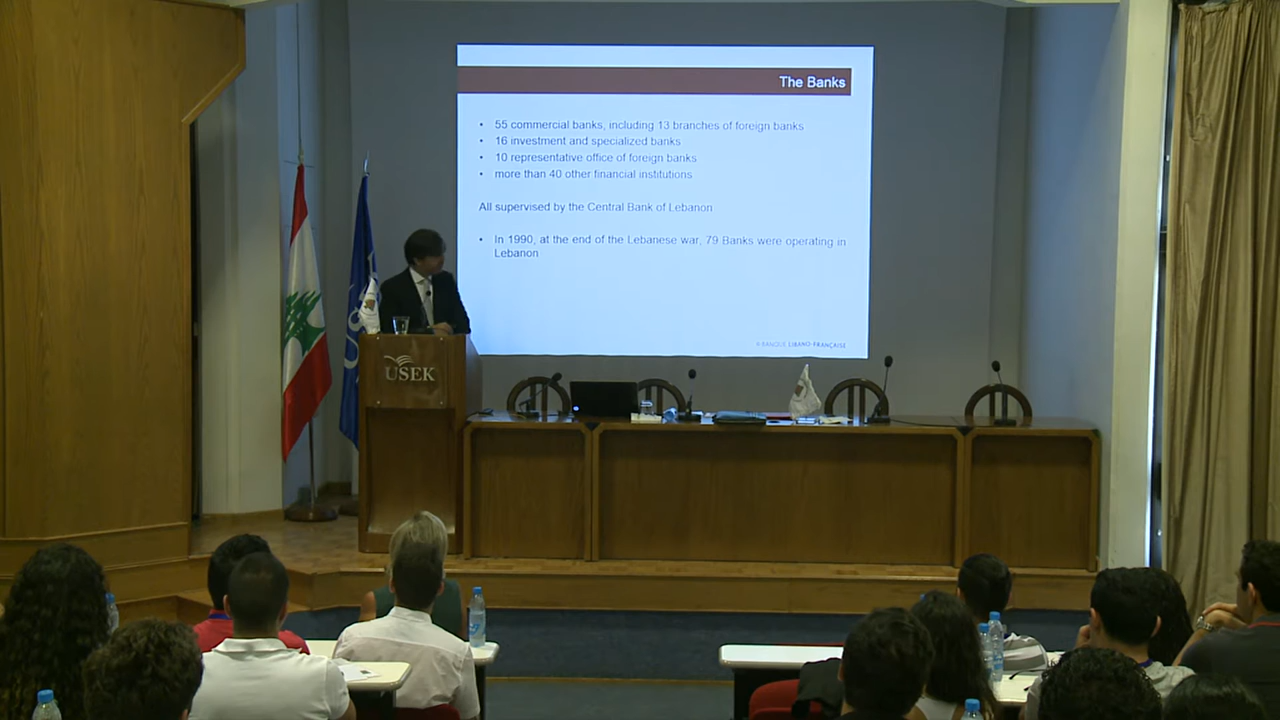 The Banks
• 55 commercial banks, including 13 branches of foreign banks
• 16 investment and specialized banks
• 10 representative office of foreign banks
• more than 40 other financial institutions
All supervised by the Central Bank of Lebanon
• In 1990, at the end of the Lebanese war, 79 Banks were operating in
Lebanon
BANQUE LIBANO-FRANÇAISE
USEK